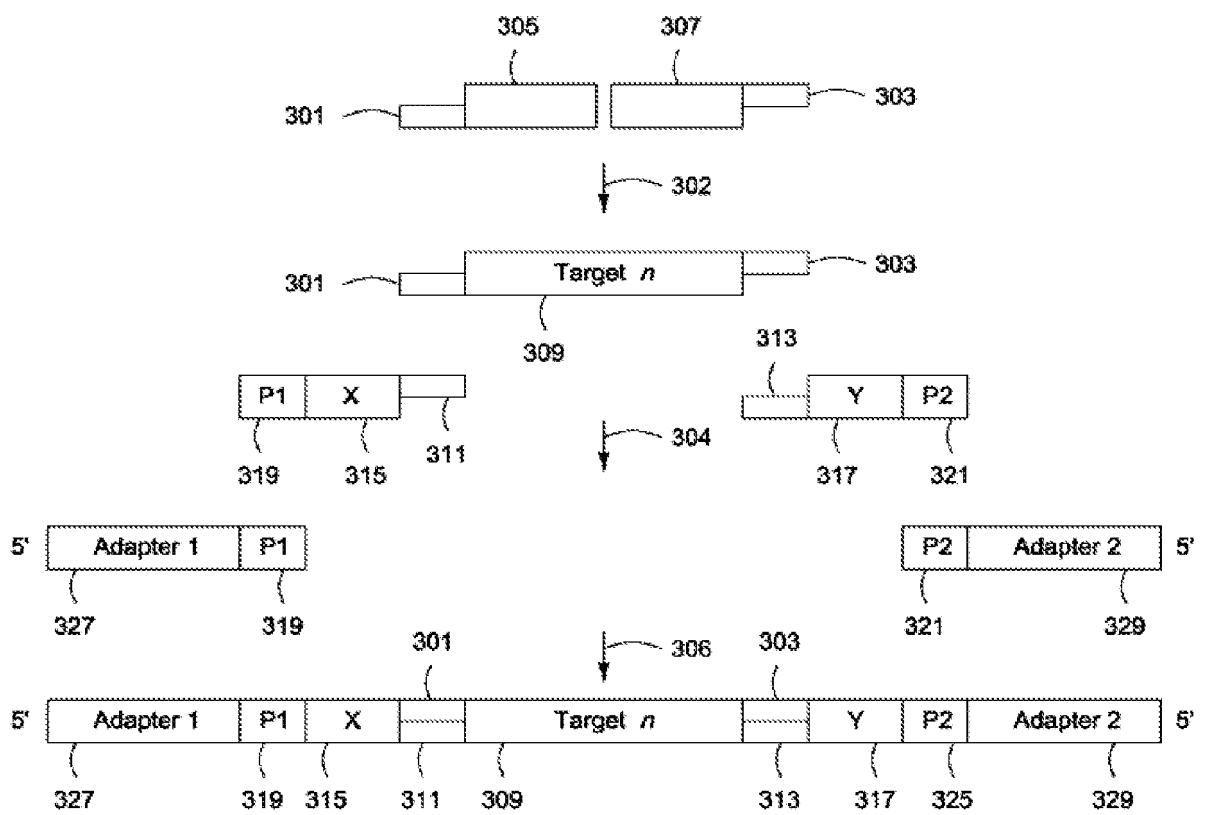 305 307
301 303
302
301 Target n 303
309
313
P1 X Y P2
311 304
319 315 317 321
5' Adapter 1 P1 P2 Adapter 2 5'
327 319 321 329
301 306 303
5' Adapter 1 P1 X Target n Y P2 Adapter 2 5'
327 319 315 311 309 313 317 325 329